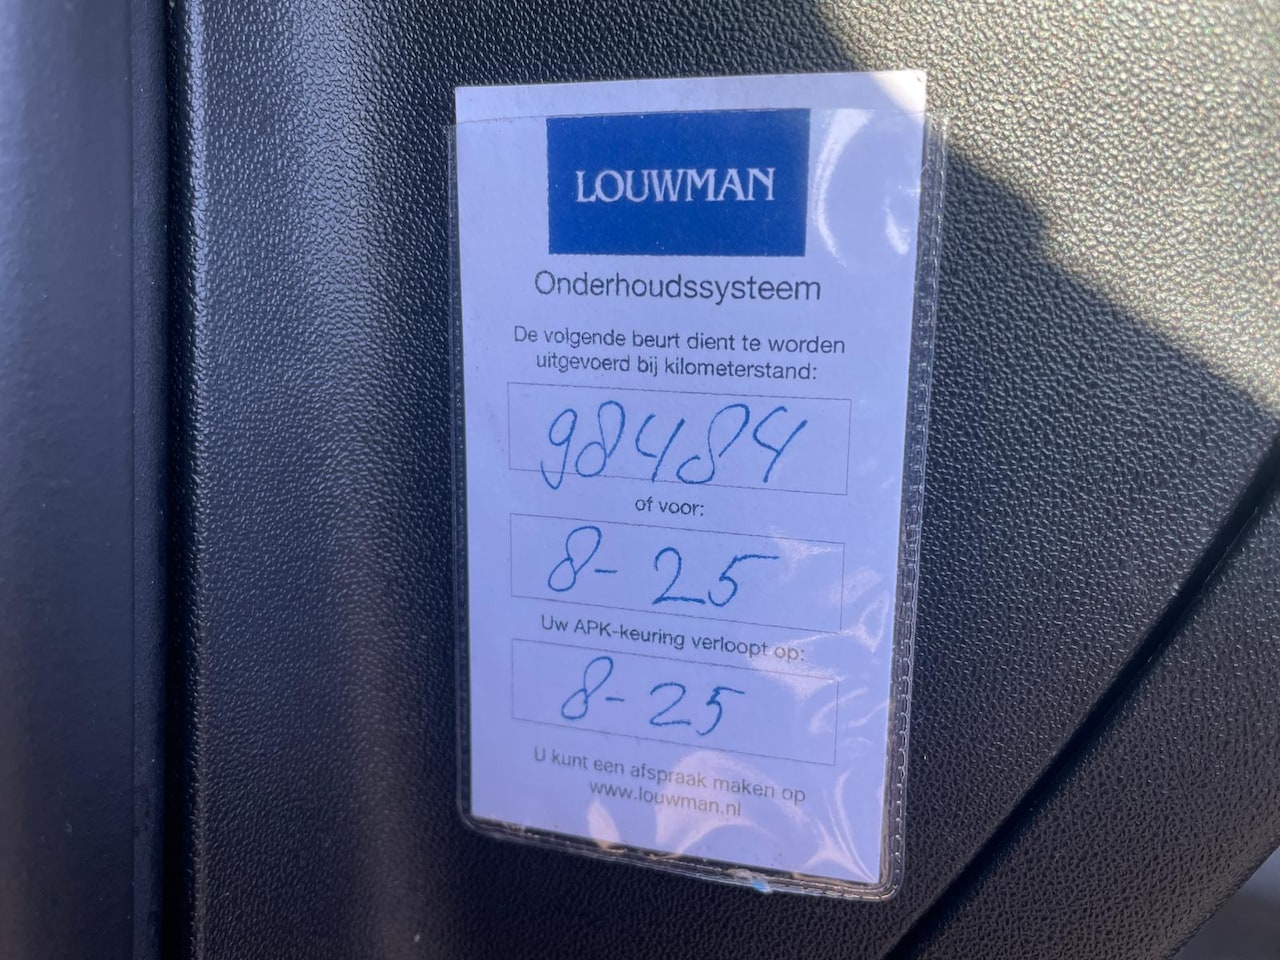 LOUWMAN
Onderhoudssysteem
De volgende beurt dient te worden
uitgevoerd bij kilometerstand:
98484
of voor:
8-25
Uw APK-keuring verloopt op:
8-25
U kunt een afspraak maken op
www.louwman.nl